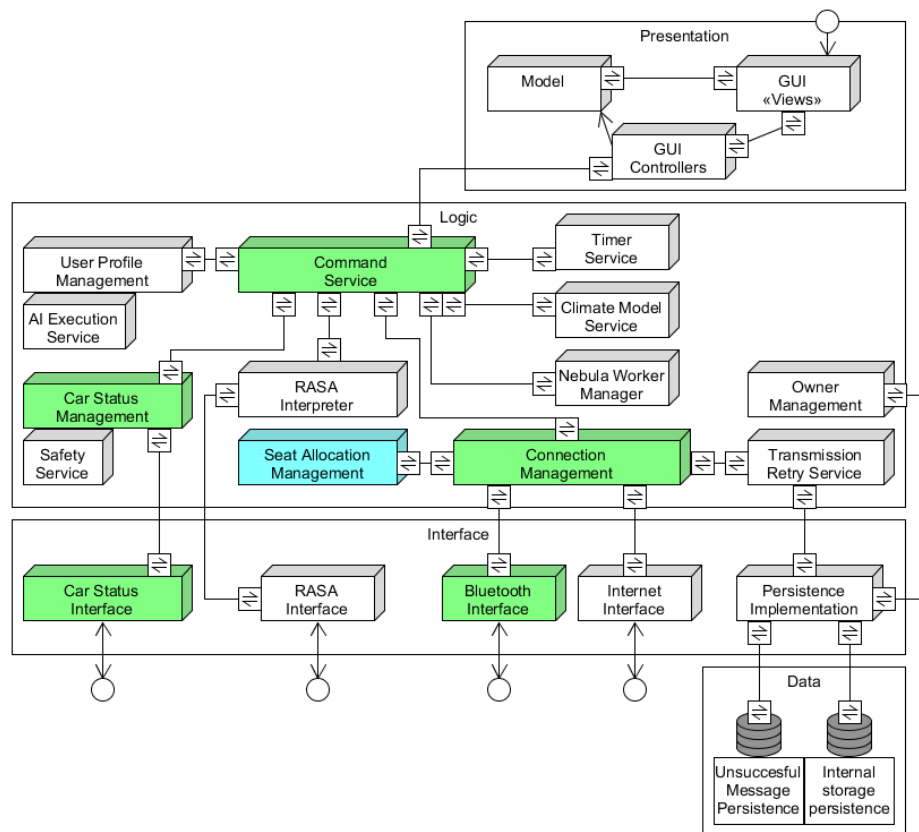 Presentation
Model
GUI
«Views»
GUI
Controllers
Logic
User Profile
Management
Command
Service
Timer
Service
AI Execution
Service
Climate Model
Service
Car Status
Management
RASA
Interpreter
Nebula Worker
Manager
Owner
Management
Safety
Service
Seat Allocation
Management
Connection
Management
Transmission
Retry Service
Interface
Car Status
Interface
RASA
Interface
Bluetooth
Interface
Internet
Interface
Persistence
Implementation
Data
Unsuccesful
Message
Persistence
Internal
storage
persistence